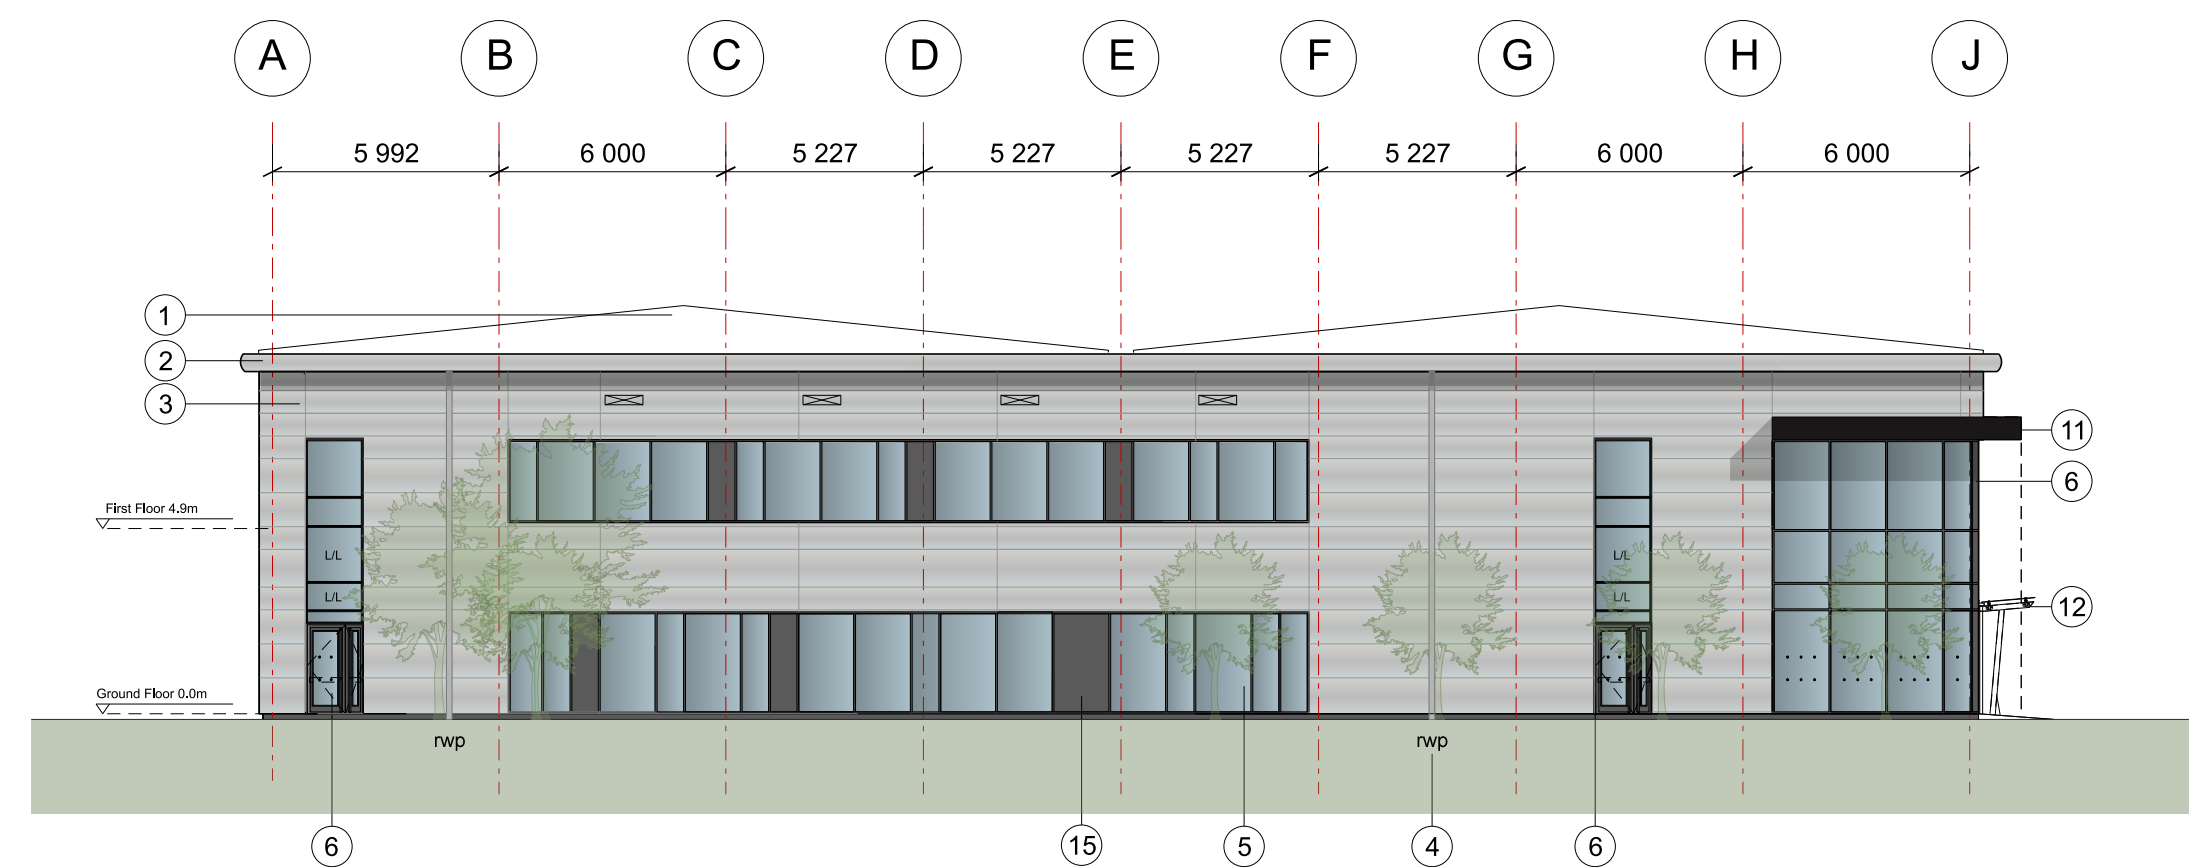 A B C D E F G H J
5 992 6 000 5 227 5 227 5 227 5 227 6 000 6 000
1
2
3
11
6
First Floor 4.9m
L/L L/L
L/L L/L
12
Ground Floor 0.0m
rwp rwp
6 15 5 4 6